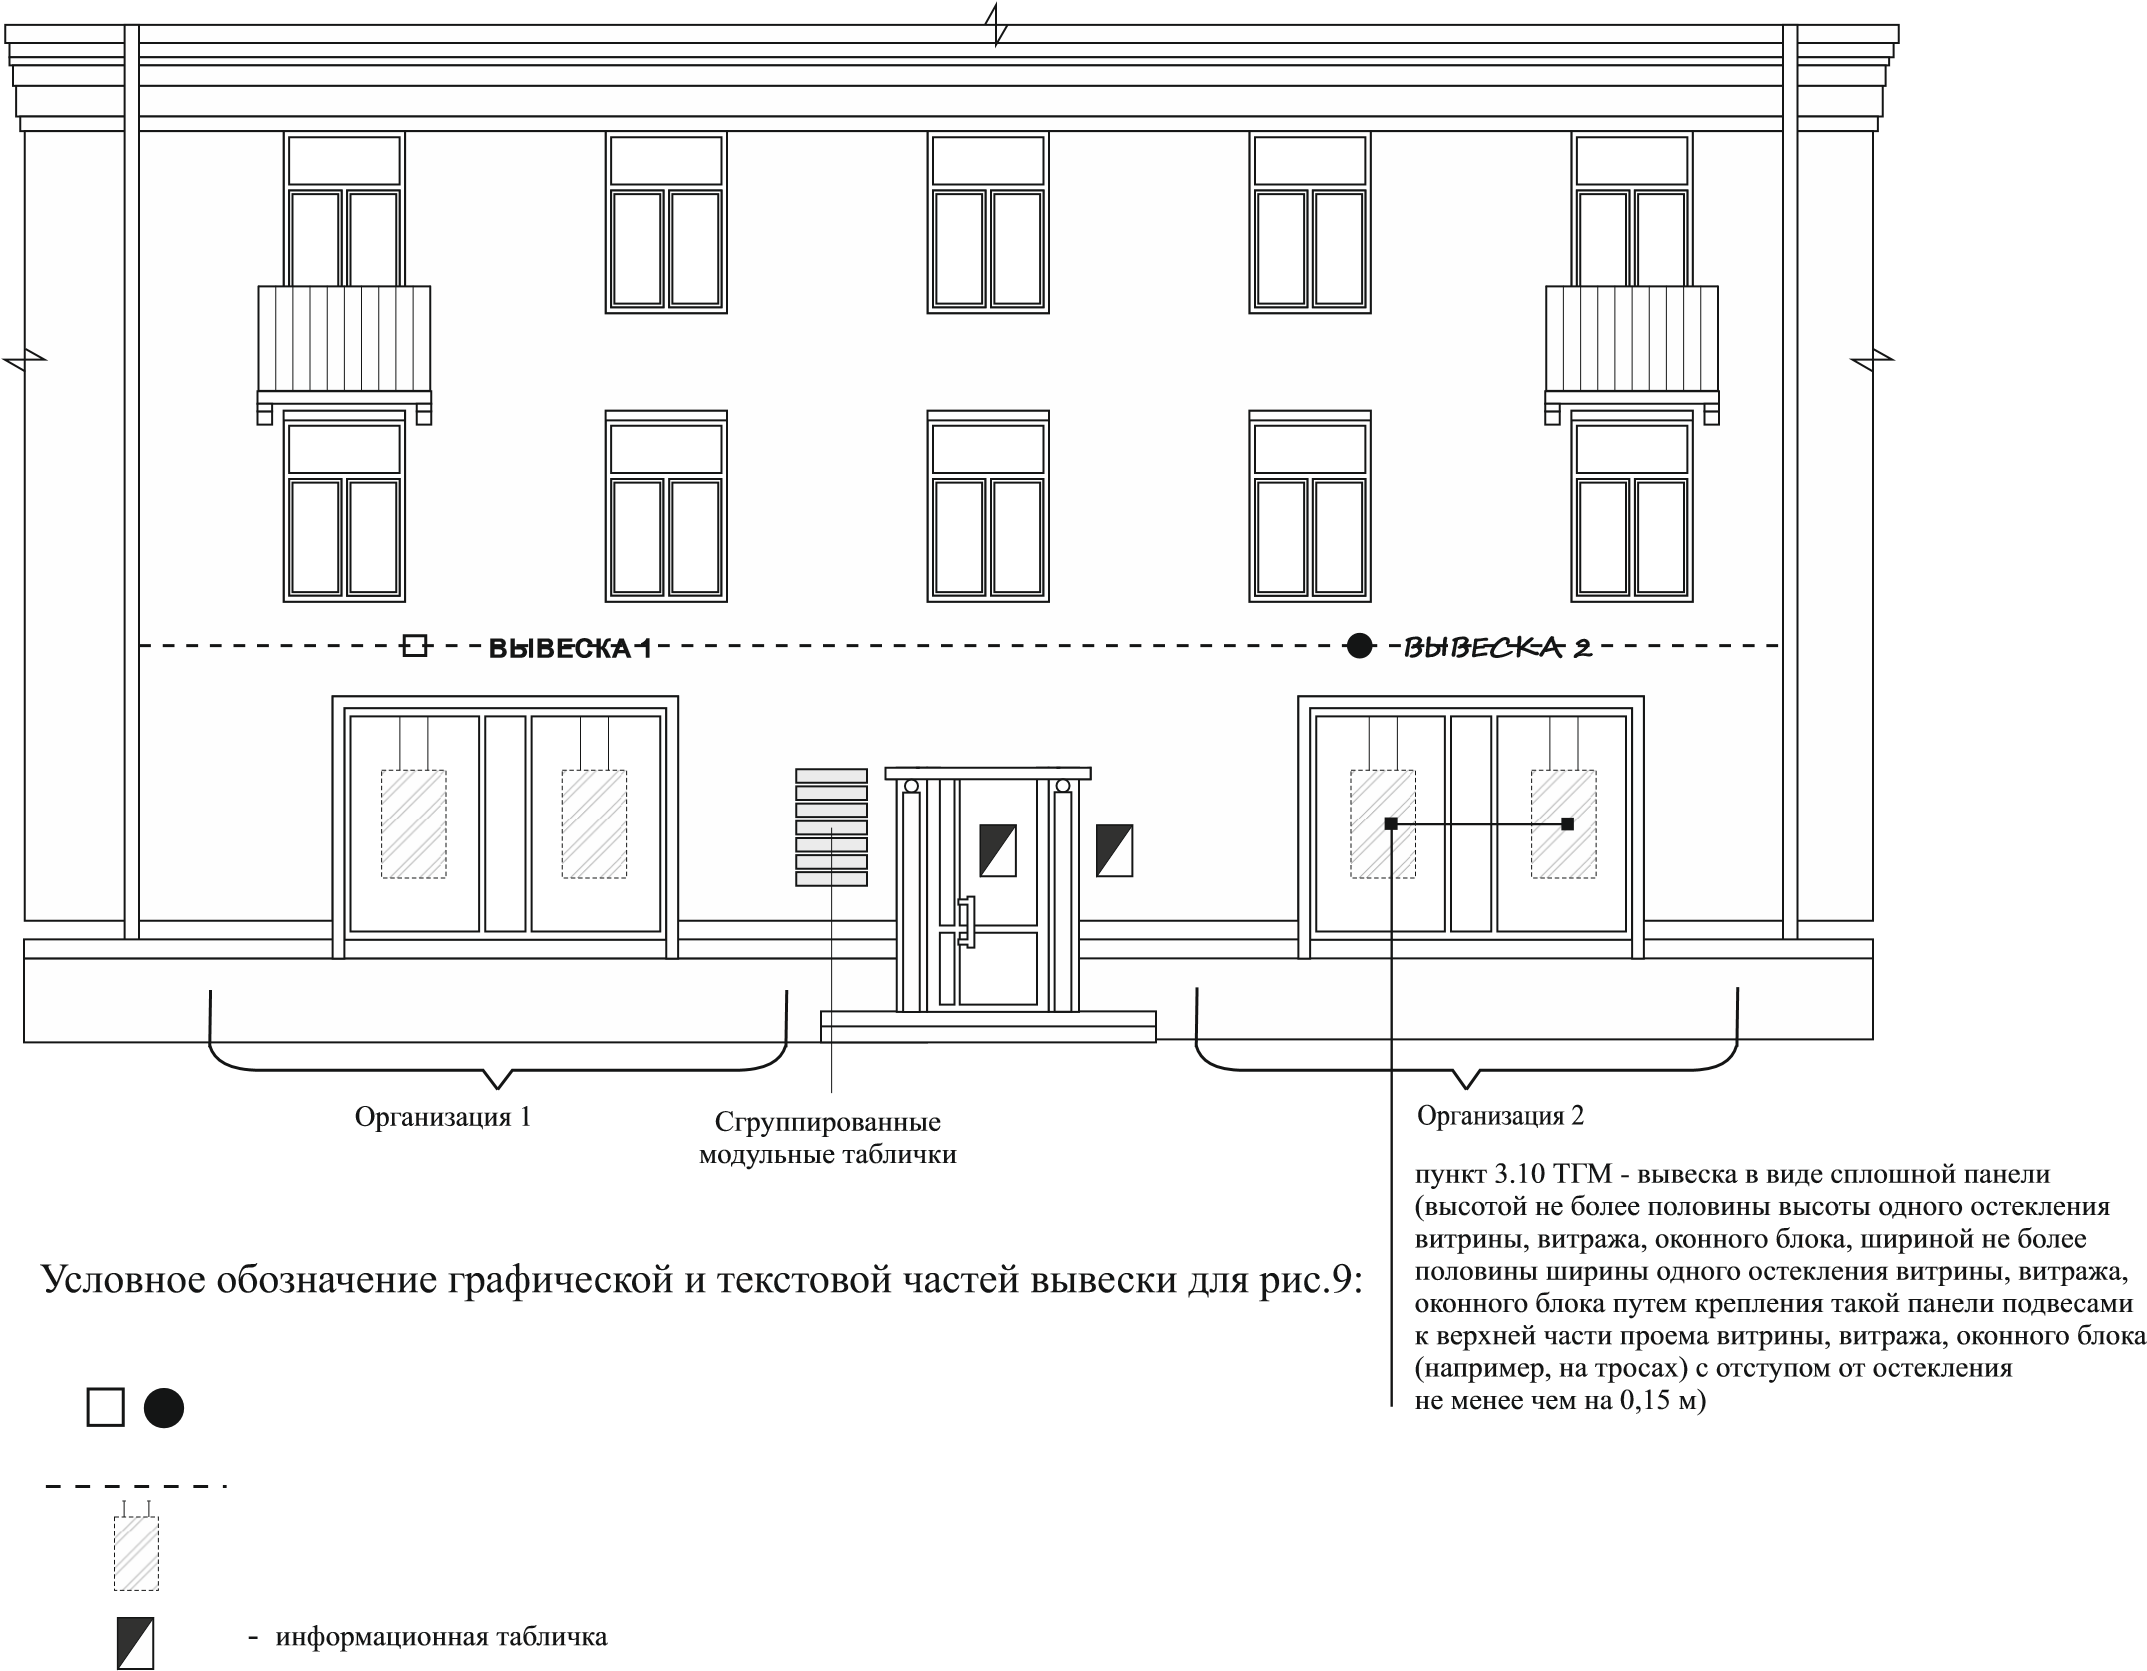 ВЫВЕСКА 1
ВЫВЕСКА 2
Организация 1
Сгруппированные
модульные таблички
Организация 2
пункт 3.10 ТГМ - вывеска в виде сплошной панели
(высотой не более половины высоты одного остекления
витрины, витража, оконного блока, шириной не более
половины ширины одного остекления витрины, витража,
оконного блока путем крепления такой панели подвесами
к верхней части проема витрины, витража, оконного блока
(например, на тросах) с отступом от остекления
не менее чем на 0,15 м)
Условное обозначение графической и текстовой частей вывески для рис.9:
- информационная табличка